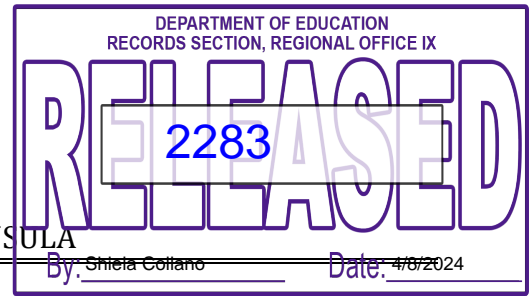 DEPARTMENT OF EDUCATION
RECORDS SECTION, REGIONAL OFFICE IX
RELEASED
2283
SULA
By: Shiela Collano Date: 4/8/2024